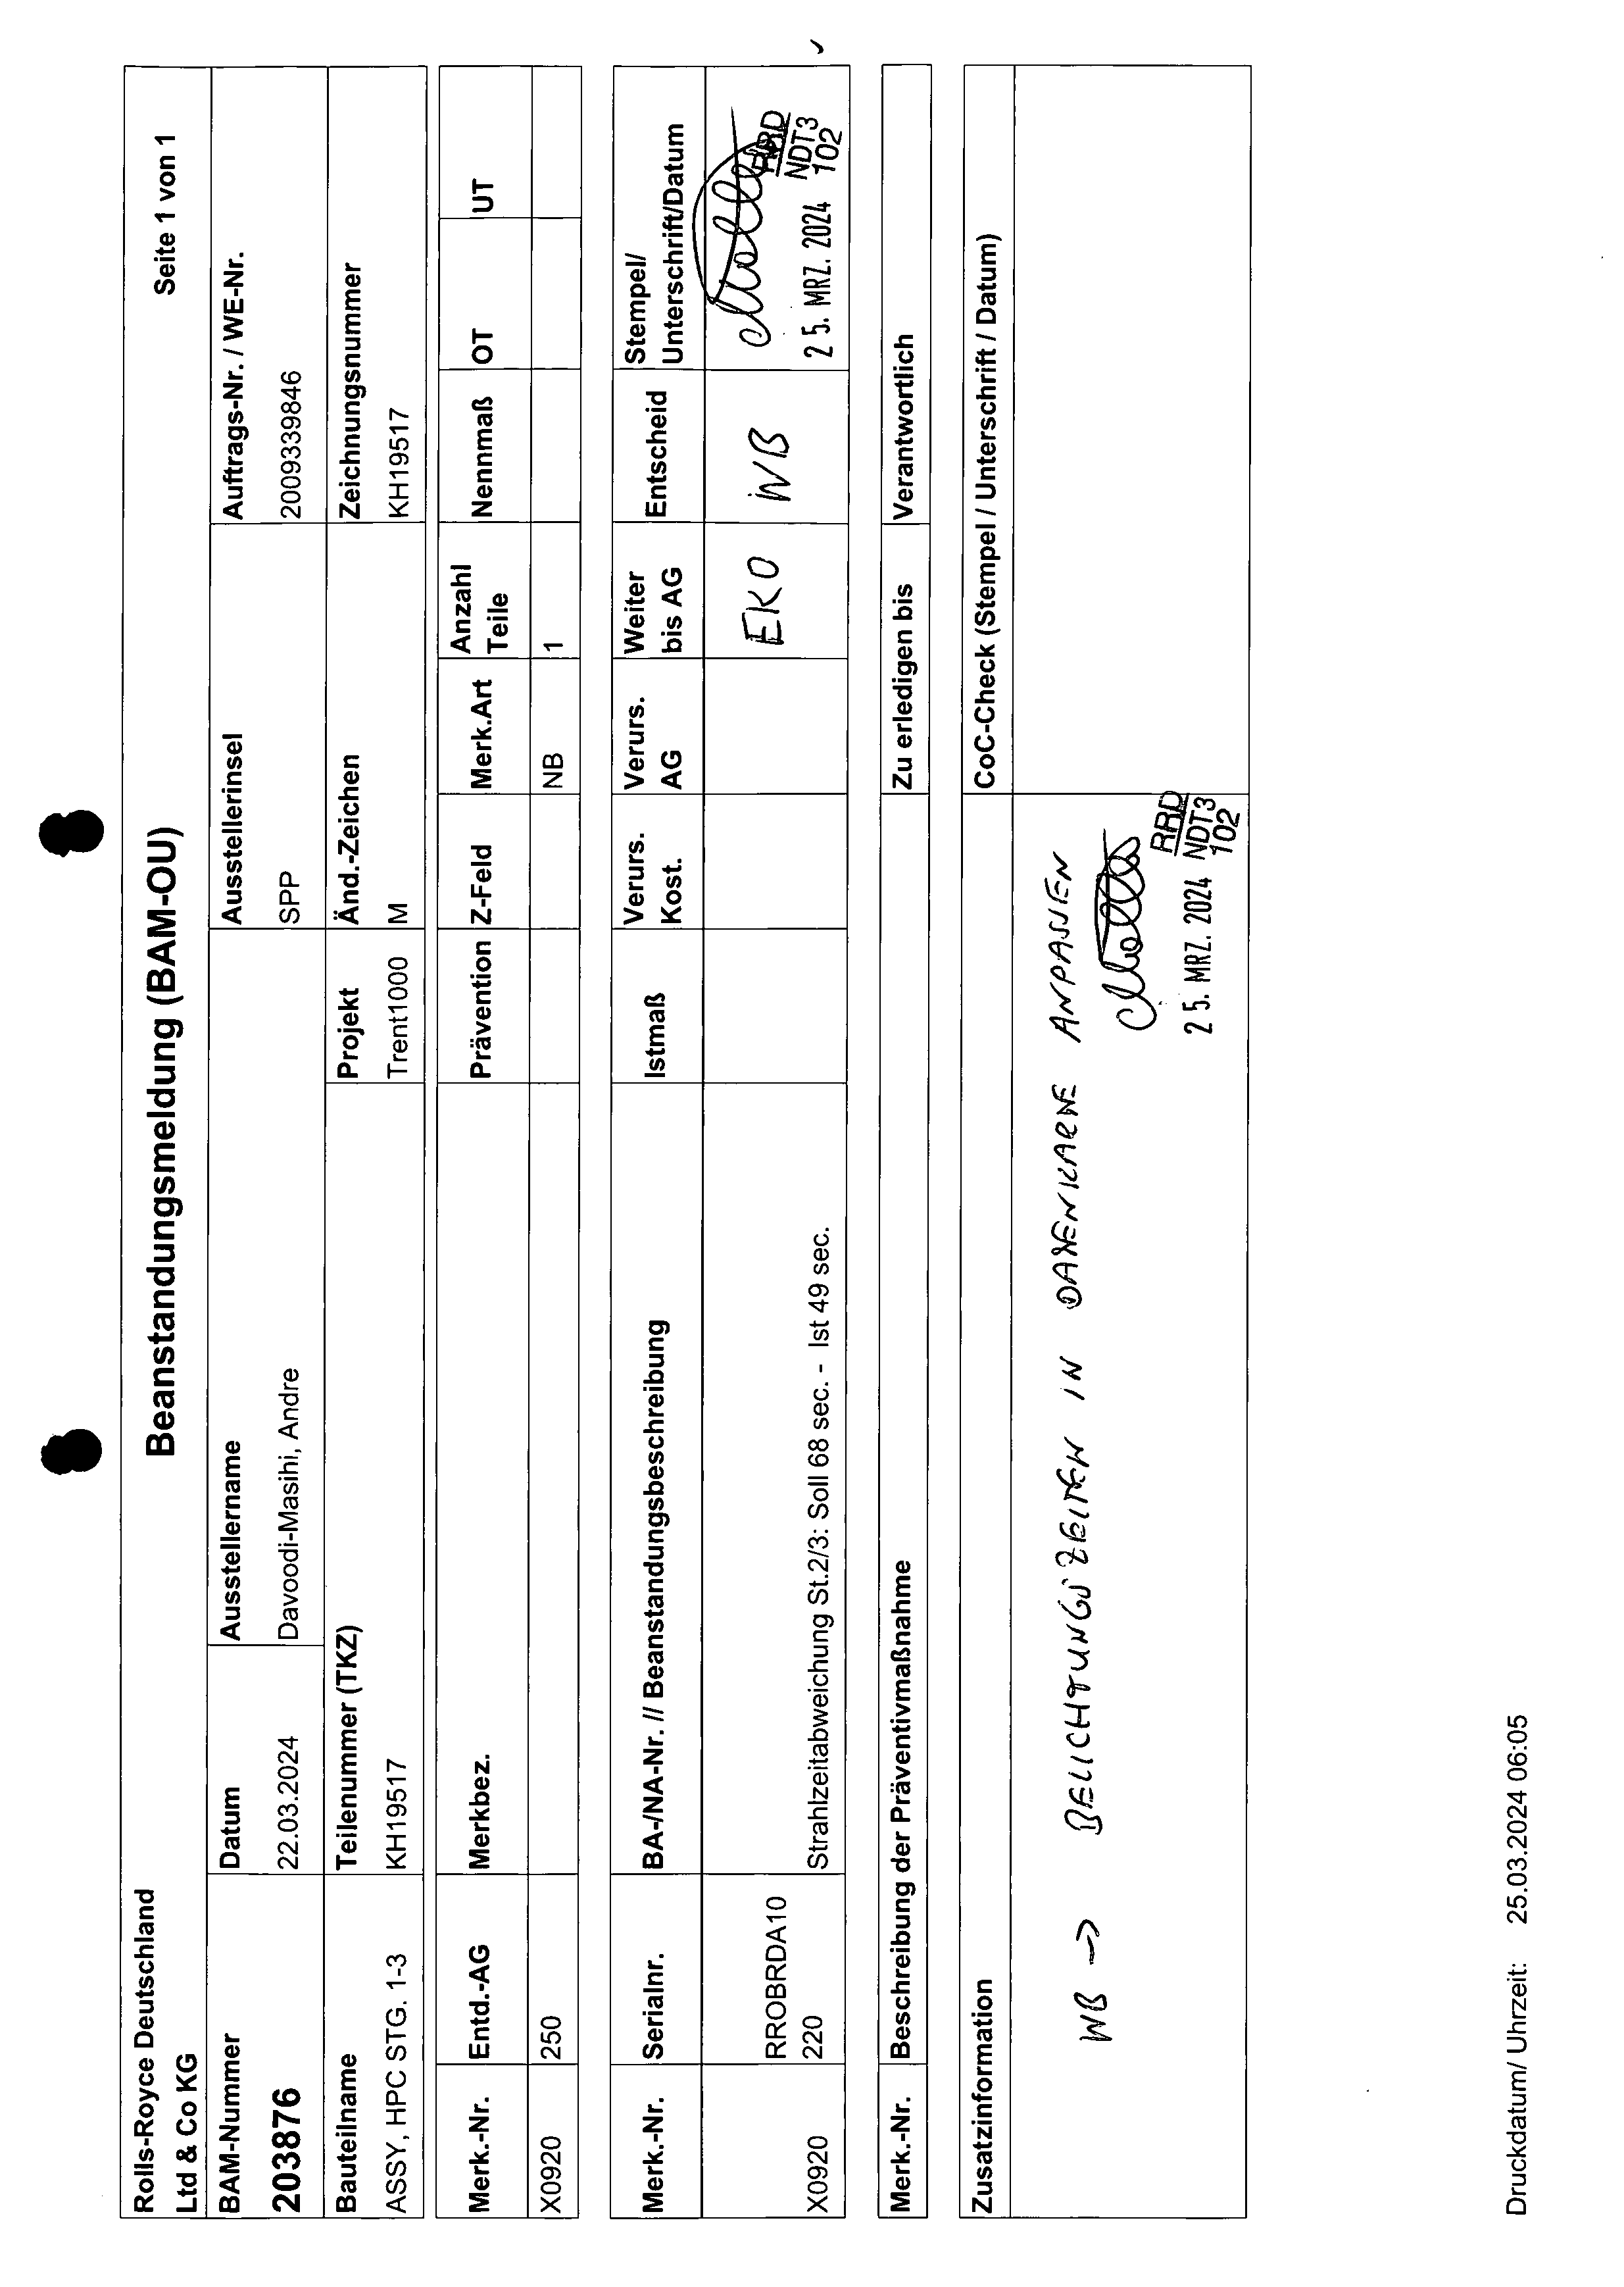 Rolls-Royce Deutschland
Ltd & Co KG
Beanstandungsmeldung (BAM-OU)
Seite 1 von 1
BAM-Nummer Datum Ausstellername Ausstellerinsel Auftrags-Nr. / WE-Nr.
203876 22.03.2024 Davoodi-Masihi, Andre SPP 2009339846
Bauteilname Teilenummer (TKZ) Projekt Änd.-Zeichen Zeichnungsnummer
ASSY, HPC STG. 1-3 KH19517 Trent1000 M KH19517
Merk.-Nr. Entd.-AG Merkbez. Prävention Z-Feld Merk.Art Anzahl Teile Nennmaß OT UT
X0920 250 NB 1
Merk.-Nr. Serialnr. BA-/NA-Nr. // Beanstandungsbeschreibung Istmaß Verurs. Kost. Verurs. AG Weiter bis AG Entscheid Stempel/ Unterschrift/Datum
RROBRDA10 EKO WB RRD
NDT3
102
X0920 220 Strahlzeitabweichung St.2/3: Soll 68 sec. - Ist 49 sec. 25. MRZ. 2024
Merk.-Nr. Beschreibung der Präventivmaßnahme Zu erledigen bis Verantwortlich
Zusatzinformation CoC-Check (Stempel / Unterschrift / Datum)
WB -> BELICHTUNGSZEITEN IN DATENKARTE ANPASSEN
RRD
NDT3
102
25. MRZ. 2024
Druckdatum/ Uhrzeit: 25.03.2024 06:05